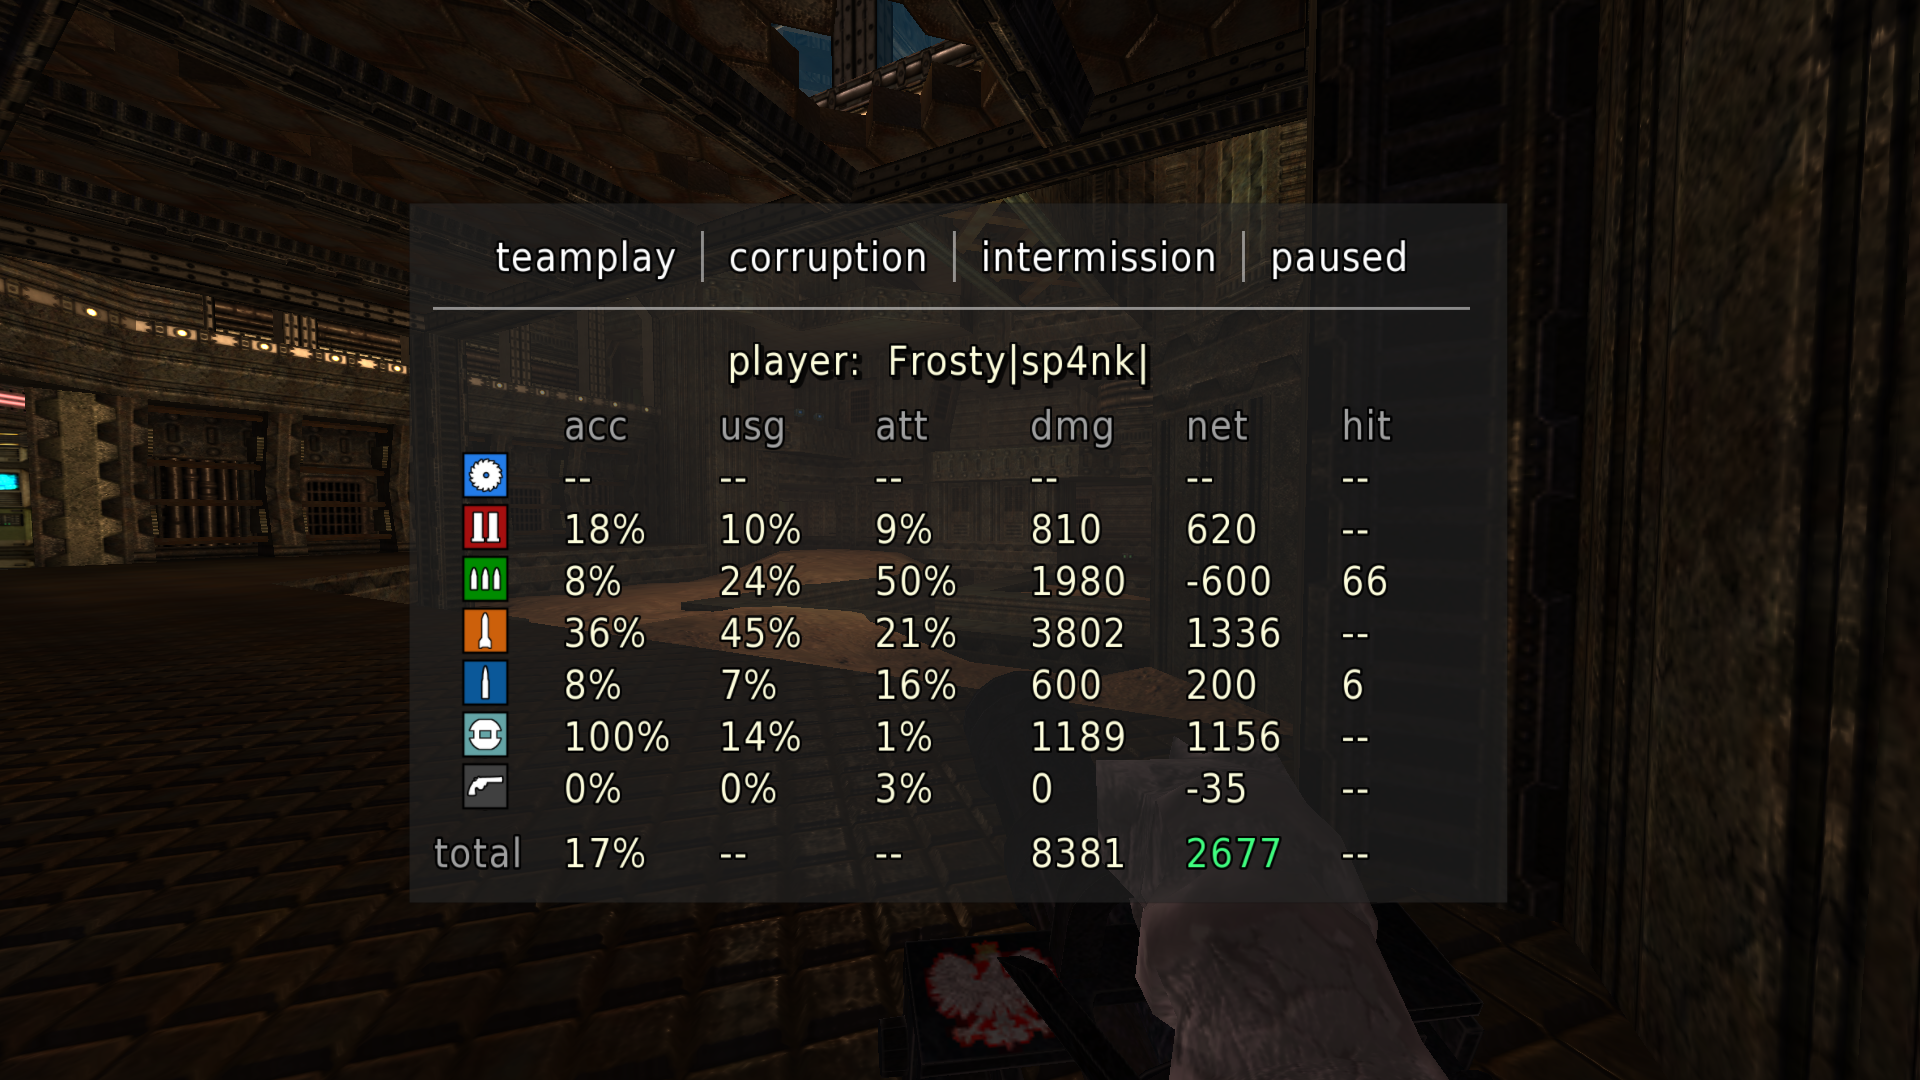 teamplay | corruption | intermission | paused
player: Frosty|sp4nk|
acc usg att dmg net hit
-- -- -- -- -- --
18% 10% 9% 810 620 --
8% 24% 50% 1980 -600 66
36% 45% 21% 3802 1336 --
8% 7% 16% 600 200 6
100% 14% 1% 1189 1156 --
0% 0% 3% 0 -35 --
total 17% -- -- 8381 2677 --